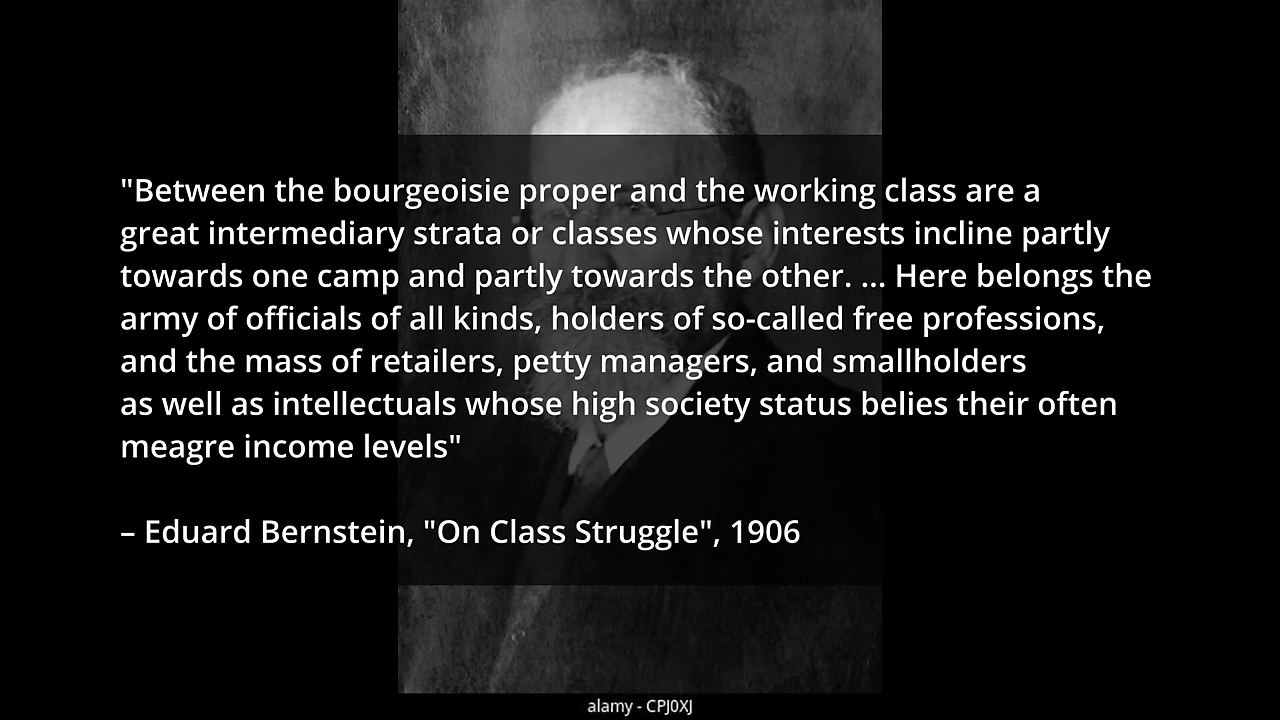 "Between the bourgeoisie proper and the working class are a
great intermediary strata or classes whose interests incline partly
towards one camp and partly towards the other. ... Here belongs the
army of officials of all kinds, holders of so-called free professions,
and the mass of retailers, petty managers, and smallholders
as well as intellectuals whose high society status belies their often
meagre income levels"
– Eduard Bernstein, "On Class Struggle", 1906
alamy - CPJ0XJ